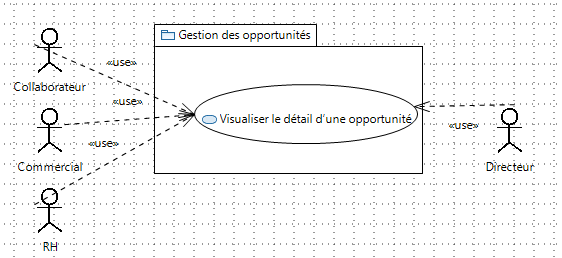 Gestion des opportunités
«use»
Collaborateur
«use»
Visualiser le détail d'une opportunité
«use»
«use»
Commercial
Directeur
RH